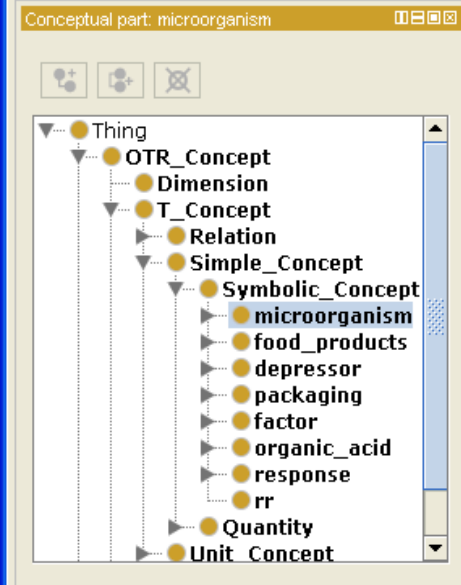 Conceptual part: microorganism
Thing
OTR_Concept
Dimension
T_Concept
Relation
Simple_Concept
Symbolic_Concept
microorganism
food_products
depressor
packaging
factor
organic_acid
response
rr
Quantity
Unit_Concept